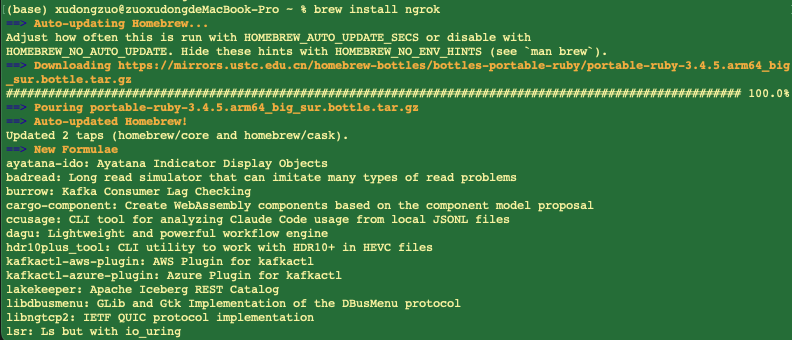 (base) xudongzuo@zuoxudongdeMacBook-Pro ~ % brew install ngrok
==> Auto-updating Homebrew...
Adjust how often this is run with HOMEBREW_AUTO_UPDATE_SECS or disable with
HOMEBREW_NO_AUTO_UPDATE. Hide these hints with HOMEBREW_NO_ENV_HINTS (see `man brew`).
==> Downloading https://mirrors.ustc.edu.cn/homebrew-bottles/bottles-portable-ruby/portable-ruby-3.4.5.arm64_big
_sur.bottle.tar.gz
######################################################################################################### 100.0%
==> Pouring portable-ruby-3.4.5.arm64_big_sur.bottle.tar.gz
==> Auto-updated Homebrew!
Updated 2 taps (homebrew/core and homebrew/cask).
==> New Formulae
ayatana-ido: Ayatana Indicator Display Objects
badread: Long read simulator that can imitate many types of read problems
burrow: Kafka Consumer Lag Checking
cargo-component: Create WebAssembly components based on the component model proposal
ccusage: CLI tool for analyzing Claude Code usage from local JSONL files
dagu: Lightweight and powerful workflow engine
hdr10plus_tool: CLI utility to work with HDR10+ in HEVC files
kafkactl-aws-plugin: AWS Plugin for kafkactl
kafkactl-azure-plugin: Azure Plugin for kafkactl
lakekeeper: Apache Iceberg REST Catalog
libdbusmenu: GLib and Gtk Implementation of the DBusMenu protocol
libngtcp2: IETF QUIC protocol implementation
lsr: Ls but with io_uring